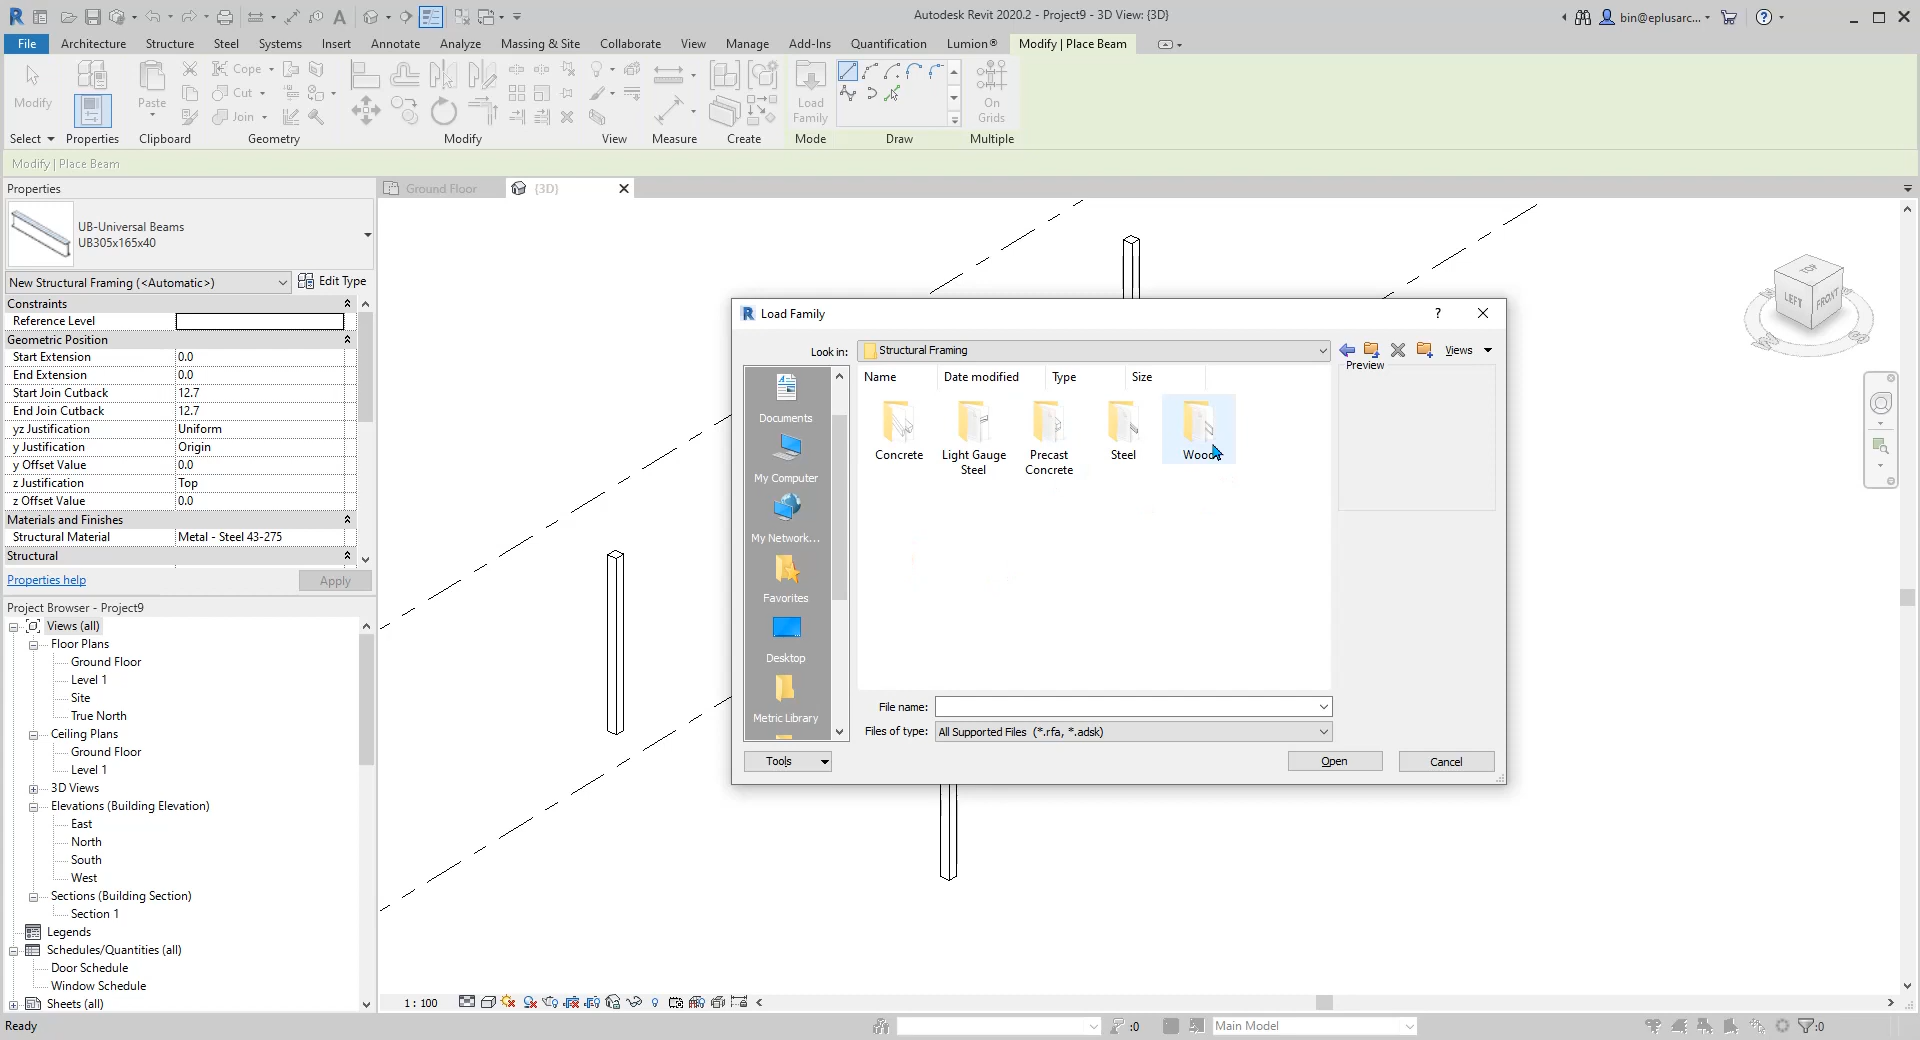 Autodesk Revit 2020.2 - Project9 - 3D View: {3D}
bin@eplusarc...
File Architecture Structure Steel Systems Insert Annotate Analyze Massing & Site Collaborate View Manage Add-Ins Quantification Lumion® Modify | Place Beam
Modify
Paste
Cope
Cut
Join
Load
Family
On
Grids
Select Properties Clipboard Geometry Modify View Measure Create Mode Draw Multiple
Modify | Place Beam
Properties
Ground Floor
{3D}
UB-Universal Beams
UB305x165x40
New Structural Framing (<Automatic>)
Edit Type
Constraints
Reference Level
Geometric Position
Start Extension 0.0
End Extension 0.0
Start Join Cutback 12.7
End Join Cutback 12.7
yz Justification Uniform
y Justification Origin
y Offset Value 0.0
z Justification Top
z Offset Value 0.0
Materials and Finishes
Structural Material Metal - Steel 43-275
Structural
Properties help
Apply
Project Browser - Project9
Views (all)
Floor Plans
Ground Floor
Level 1
Site
True North
Ceiling Plans
Ground Floor
Level 1
3D Views
Elevations (Building Elevation)
East
North
South
West
Sections (Building Section)
Section 1
Legends
Schedules/Quantities (all)
Door Schedule
Window Schedule
Sheets (all)
TOP
LEFT
FRONT
Load Family
Look in:
Structural Framing
Views
Preview
Name Date modified Type Size
Documents
My Computer
My Network...
Favorites
Desktop
Metric Library
Concrete
Light Gauge
Steel
Precast
Concrete
Steel
Wood
File name:
Files of type: All Supported Files (*.rfa, *.adsk)
Tools
Open
Cancel
1 : 100
Ready
:0
Main Model
:0